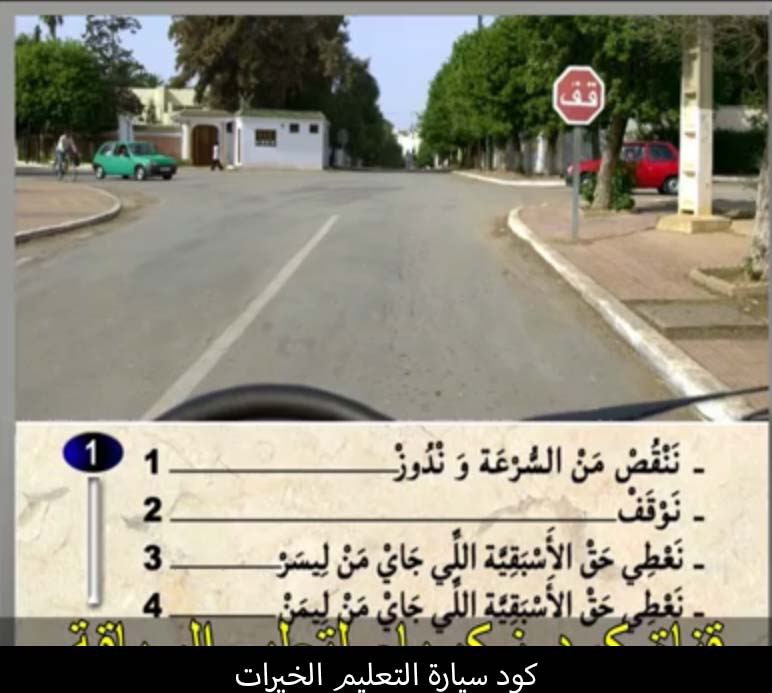 قف
1
- نَنْقُصْ مَنْ السُّرْعَة وَ نْدُوزْ 1
- نَوْقَفْ 2
- نَعْطِي حَقْ الأَسْبَقِيَّة اللِّي جَايْ مَنْ لِيسَرْ 3
- نَعْطِي حَقْ الأَسْبَقِيَّة اللِّي جَايْ مَنْ لِيمَنْ 4
كود سيارة التعليم الخيرات